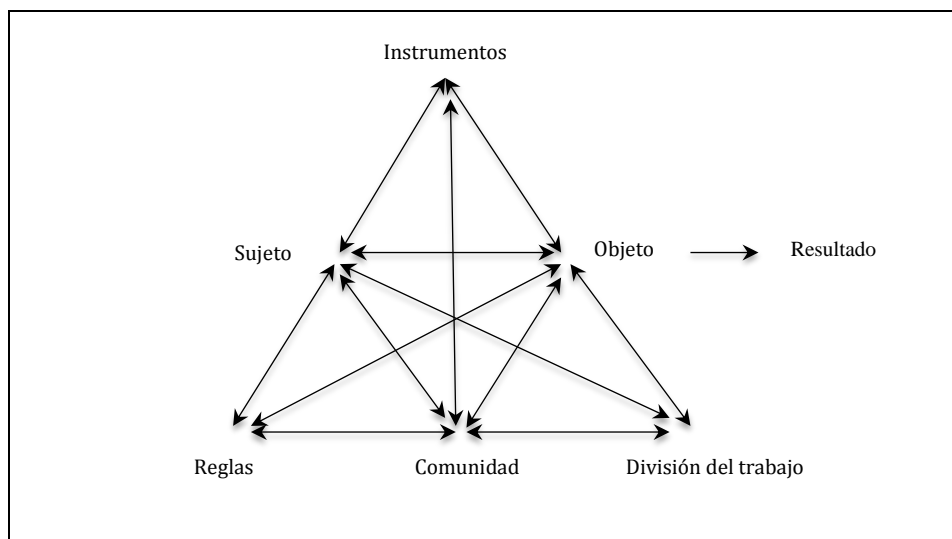 Instrumentos
Sujeto
Objeto
Resultado
Reglas
Comunidad
División del trabajo